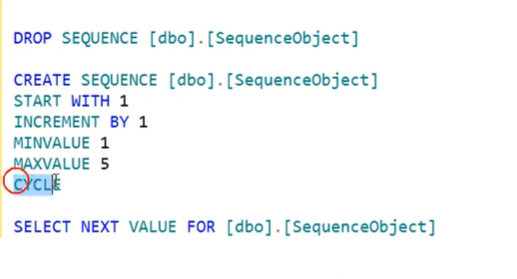 DROP SEQUENCE [dbo].[SequenceObject]
CREATE SEQUENCE [dbo].[SequenceObject]
START WITH 1
INCREMENT BY 1
MINVALUE 1
MAXVALUE 5
CYCLE
SELECT NEXT VALUE FOR [dbo].[SequenceObject]